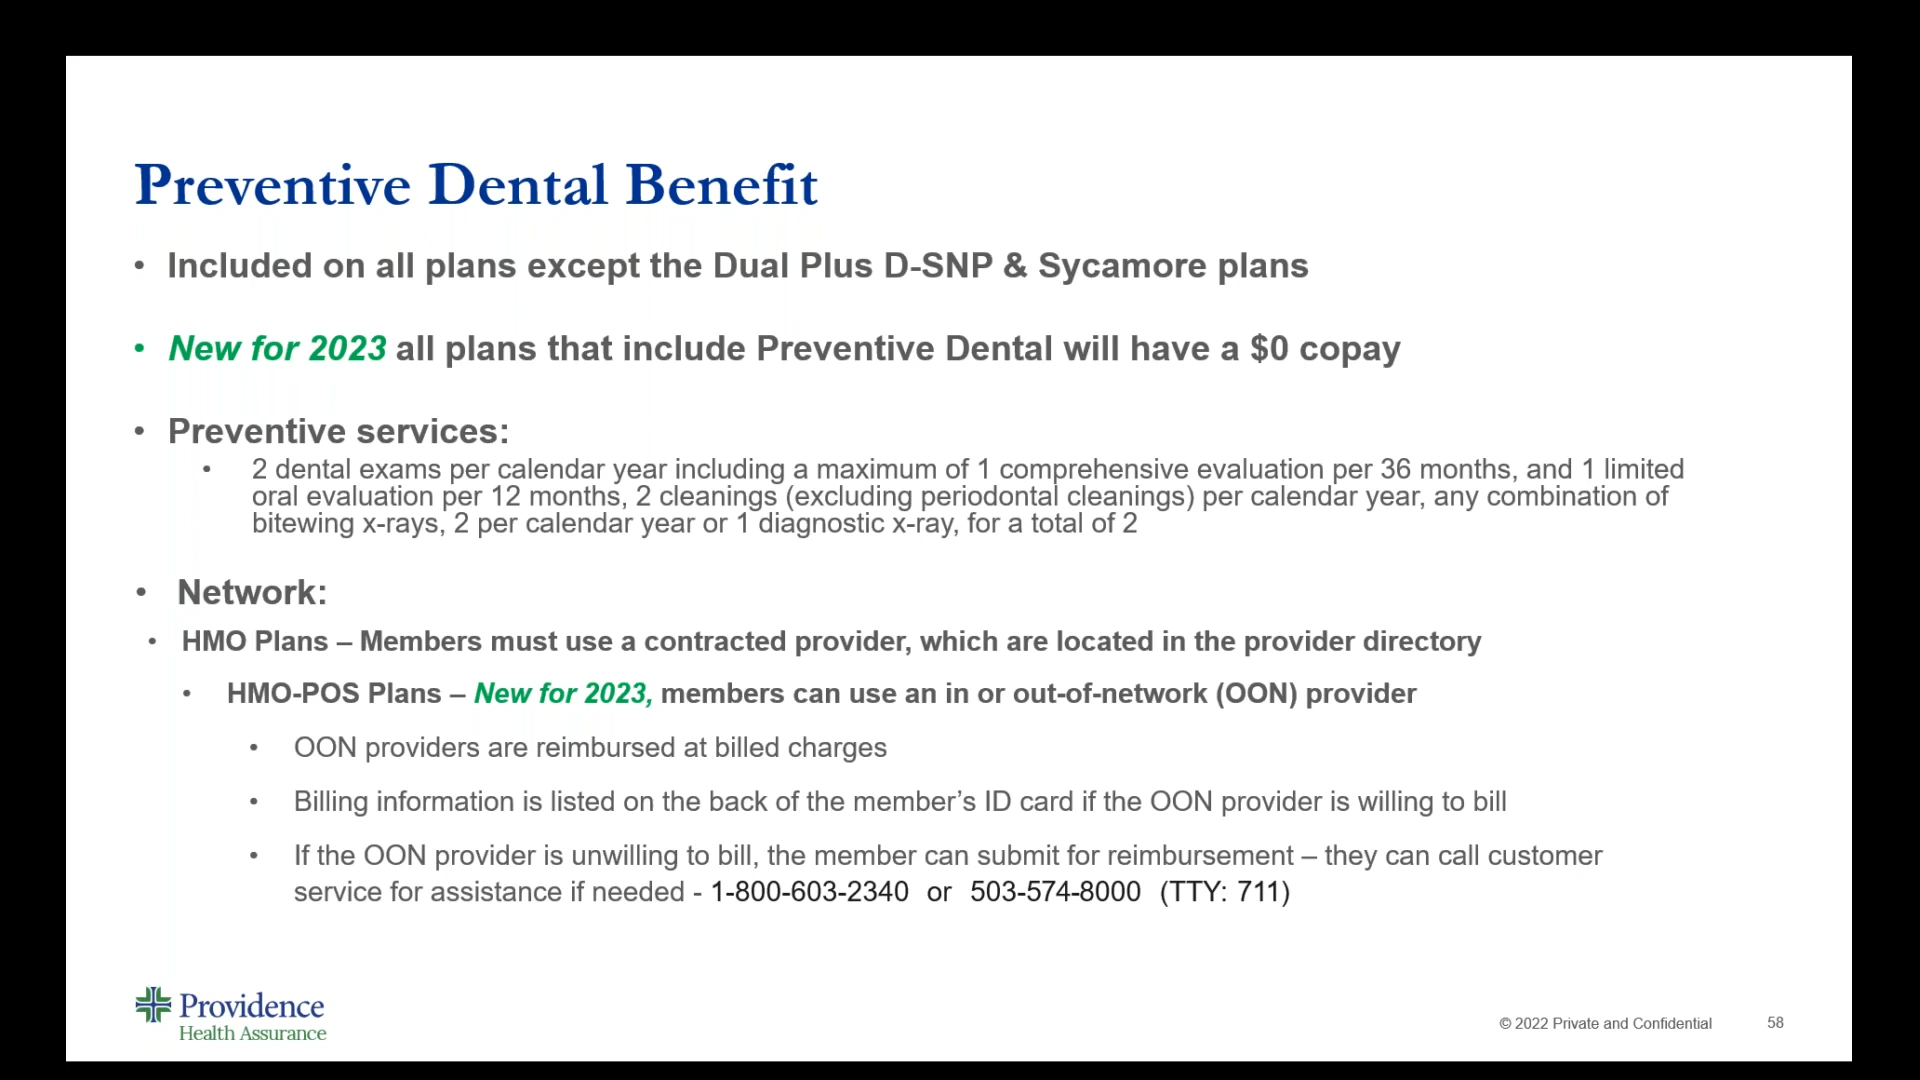 Preventive Dental Benefit
• Included on all plans except the Dual Plus D-SNP & Sycamore plans
• New for 2023 all plans that include Preventive Dental will have a $0 copay
• Preventive services:
• 2 dental exams per calendar year including a maximum of 1 comprehensive evaluation per 36 months, and 1 limited
oral evaluation per 12 months, 2 cleanings (excluding periodontal cleanings) per calendar year, any combination of
bitewing x-rays, 2 per calendar year or 1 diagnostic x-ray, for a total of 2
• Network:
• HMO Plans – Members must use a contracted provider, which are located in the provider directory
• HMO-POS Plans – New for 2023, members can use an in or out-of-network (OON) provider
• OON providers are reimbursed at billed charges
• Billing information is listed on the back of the member’s ID card if the OON provider is willing to bill
• If the OON provider is unwilling to bill, the member can submit for reimbursement – they can call customer
service for assistance if needed - 1-800-603-2340 or 503-574-8000 (TTY: 711)
Providence
Health Assurance
© 2022 Private and Confidential 58